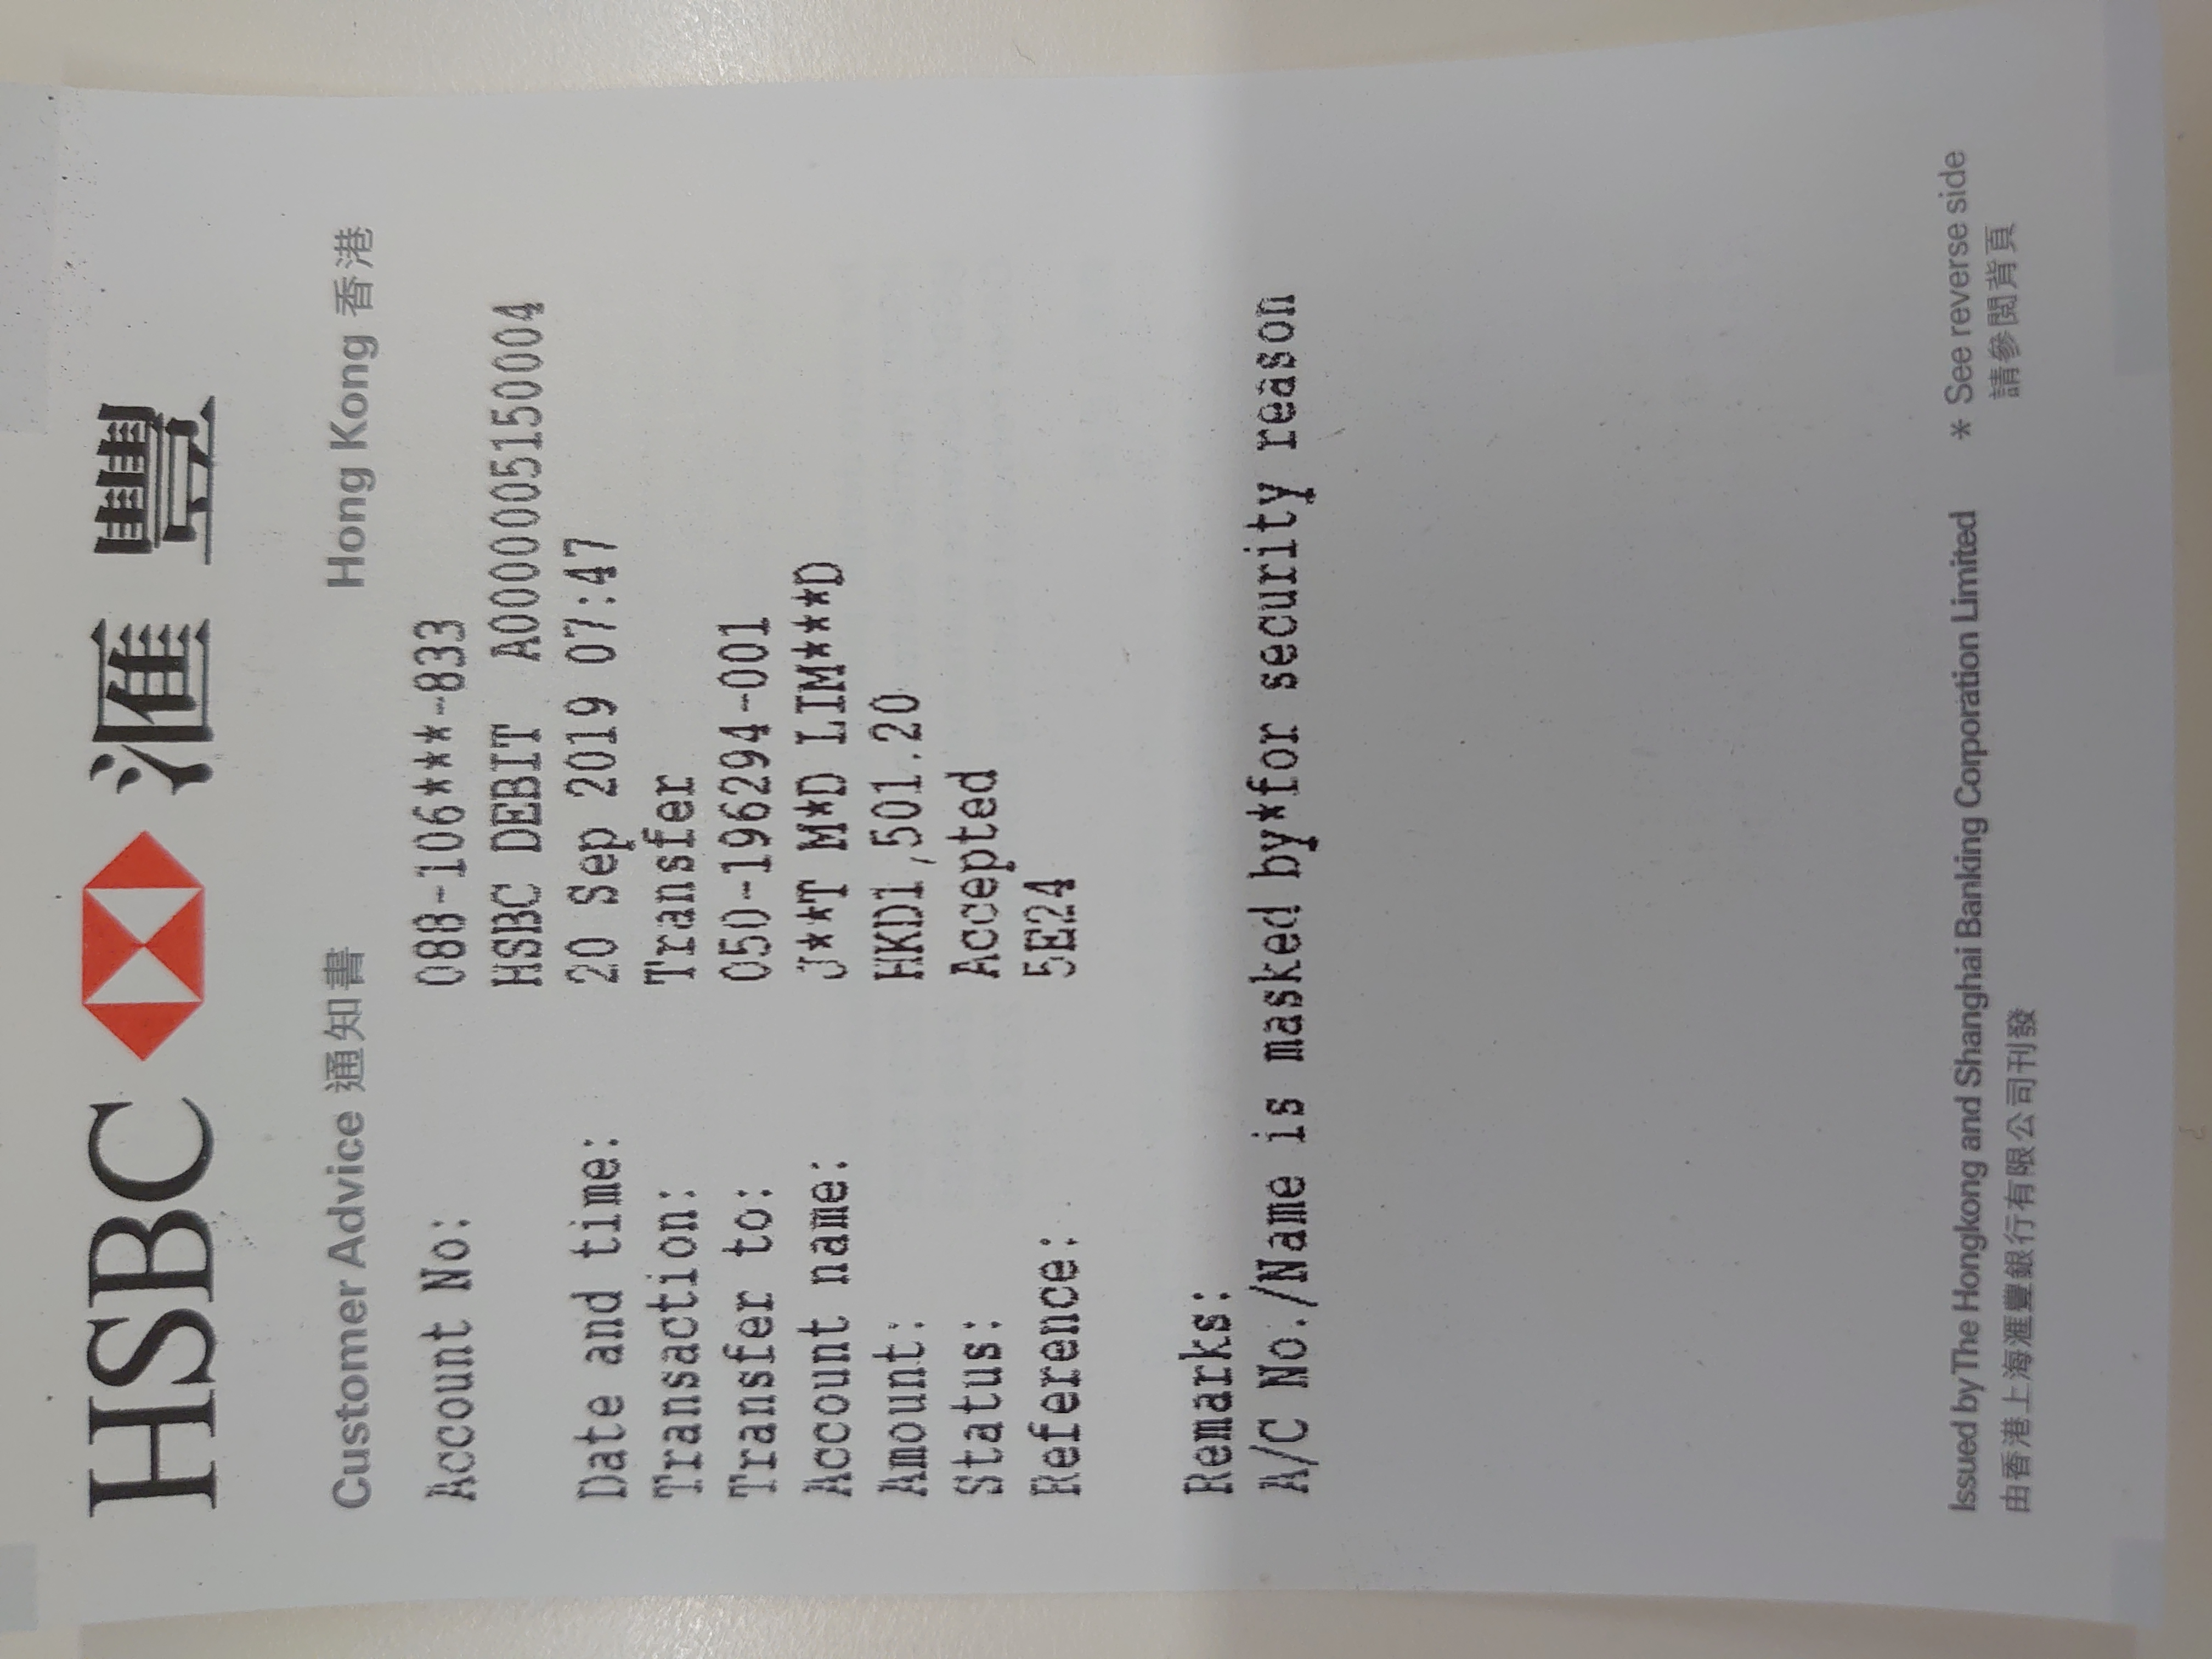 HSBC 滙豐
Customer Advice 通知書 Hong Kong 香港
Account No: 088-106***-833
HSBC DEBIT A0000005150004
Date and time: 20 Sep 2019 07:47
Transaction: Transfer
Transfer to: 050-196294-001
Account name: J**T M*D LIM***D
Amount: HKD1,501.20
Status: Accepted
Reference: 5E24
Remarks:
A/C No./Name is masked by*for security reason
Issued by The Hongkong and Shanghai Banking Corporation Limited * See reverse side
由香港上海滙豐銀行有限公司刊發 請參閱背頁